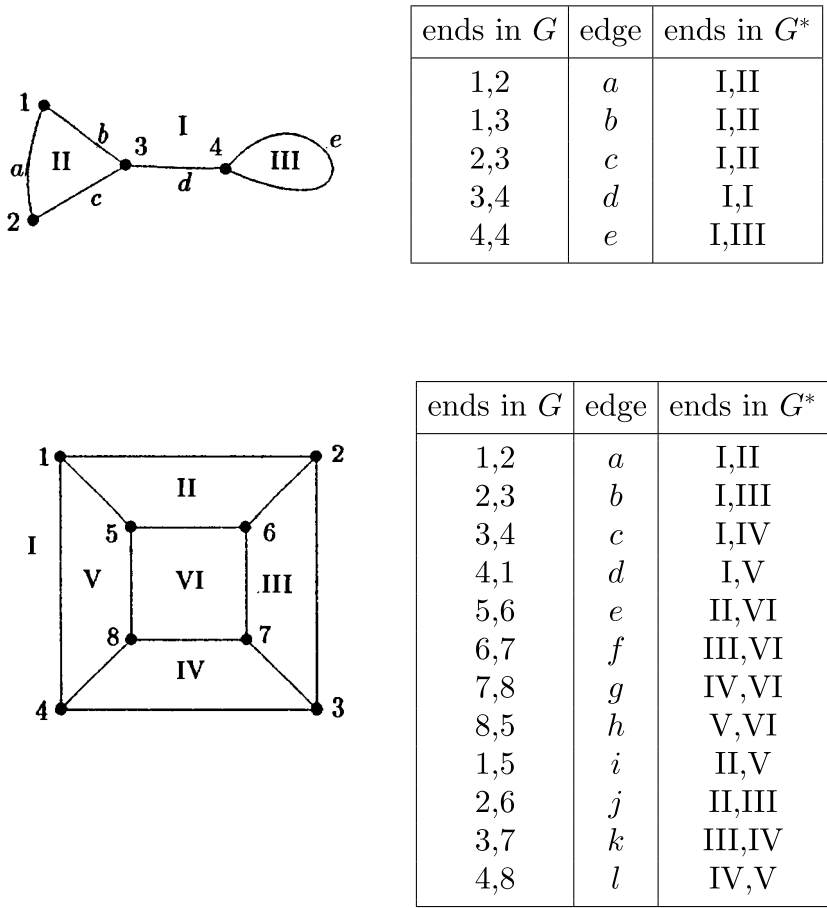 1
b
I
3
4
e
a
II
III
c
d
2
ends in G | edge | ends in G*
1,2 | a | I,II
1,3 | b | I,II
2,3 | c | I,II
3,4 | d | I,I
4,4 | e | I,III
1
2
II
I
5
6
V
VI
III
8
7
IV
4
3
ends in G | edge | ends in G*
1,2 | a | I,II
2,3 | b | I,III
3,4 | c | I,IV
4,1 | d | I,V
5,6 | e | II,VI
6,7 | f | III,VI
7,8 | g | IV,VI
8,5 | h | V,VI
1,5 | i | II,V
2,6 | j | II,III
3,7 | k | III,IV
4,8 | l | IV,V